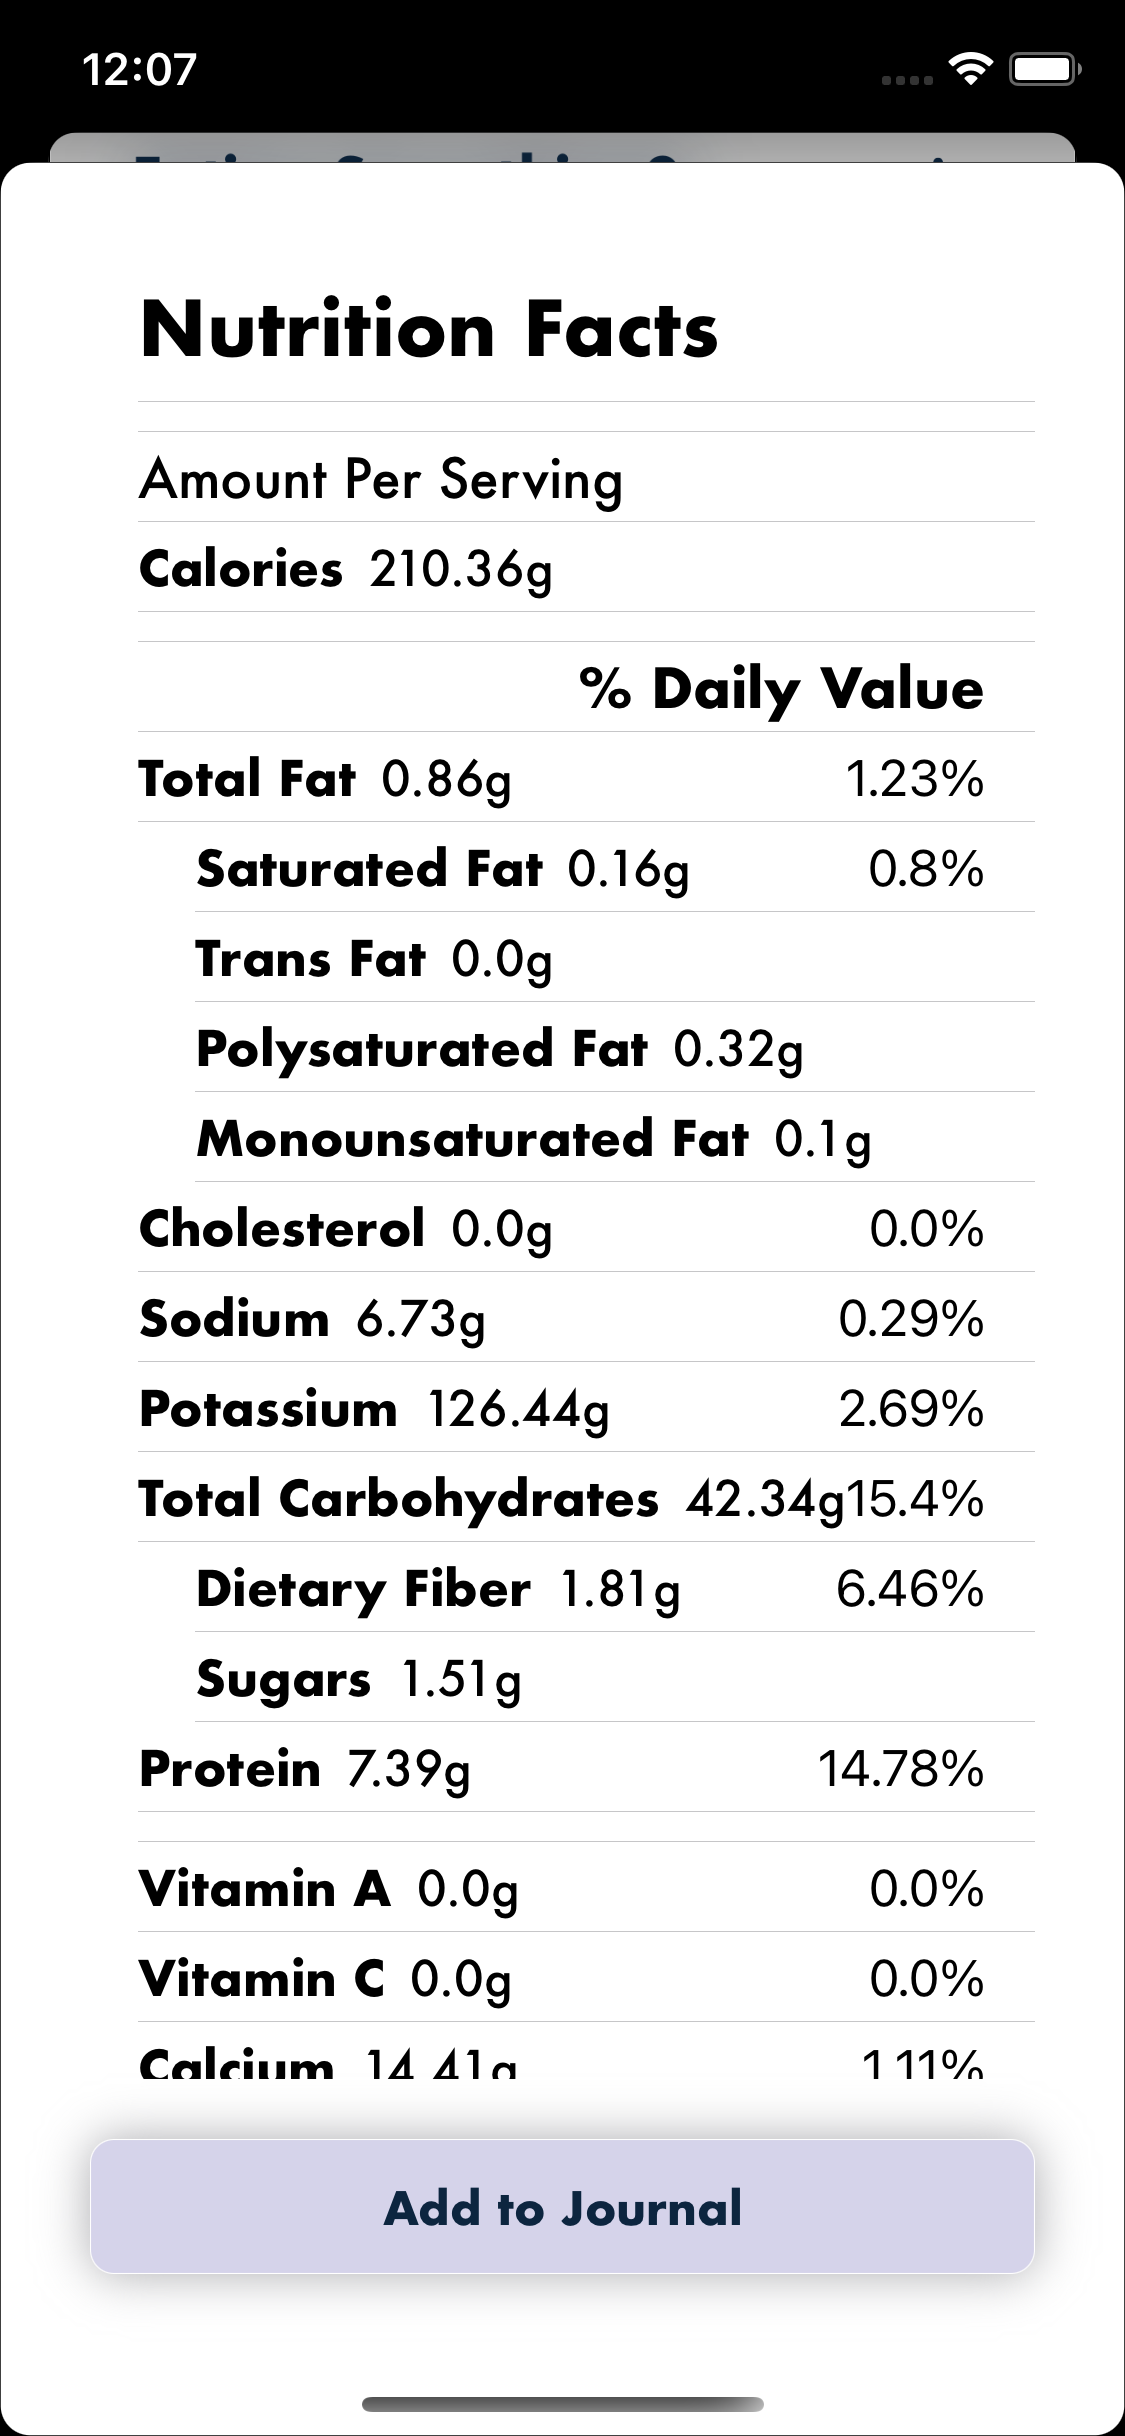 12:07
Nutrition Facts
Amount Per Serving
Calories 210.36g
% Daily Value
Total Fat 0.86g 1.23%
Saturated Fat 0.16g 0.8%
Trans Fat 0.0g
Polysaturated Fat 0.32g
Monounsaturated Fat 0.1g
Cholesterol 0.0g 0.0%
Sodium 6.73g 0.29%
Potassium 126.44g 2.69%
Total Carbohydrates 42.34g15.4%
Dietary Fiber 1.81g 6.46%
Sugars 1.51g
Protein 7.39g 14.78%
Vitamin A 0.0g 0.0%
Vitamin C 0.0g 0.0%
Calcium 14.41g 1.11%
Add to Journal